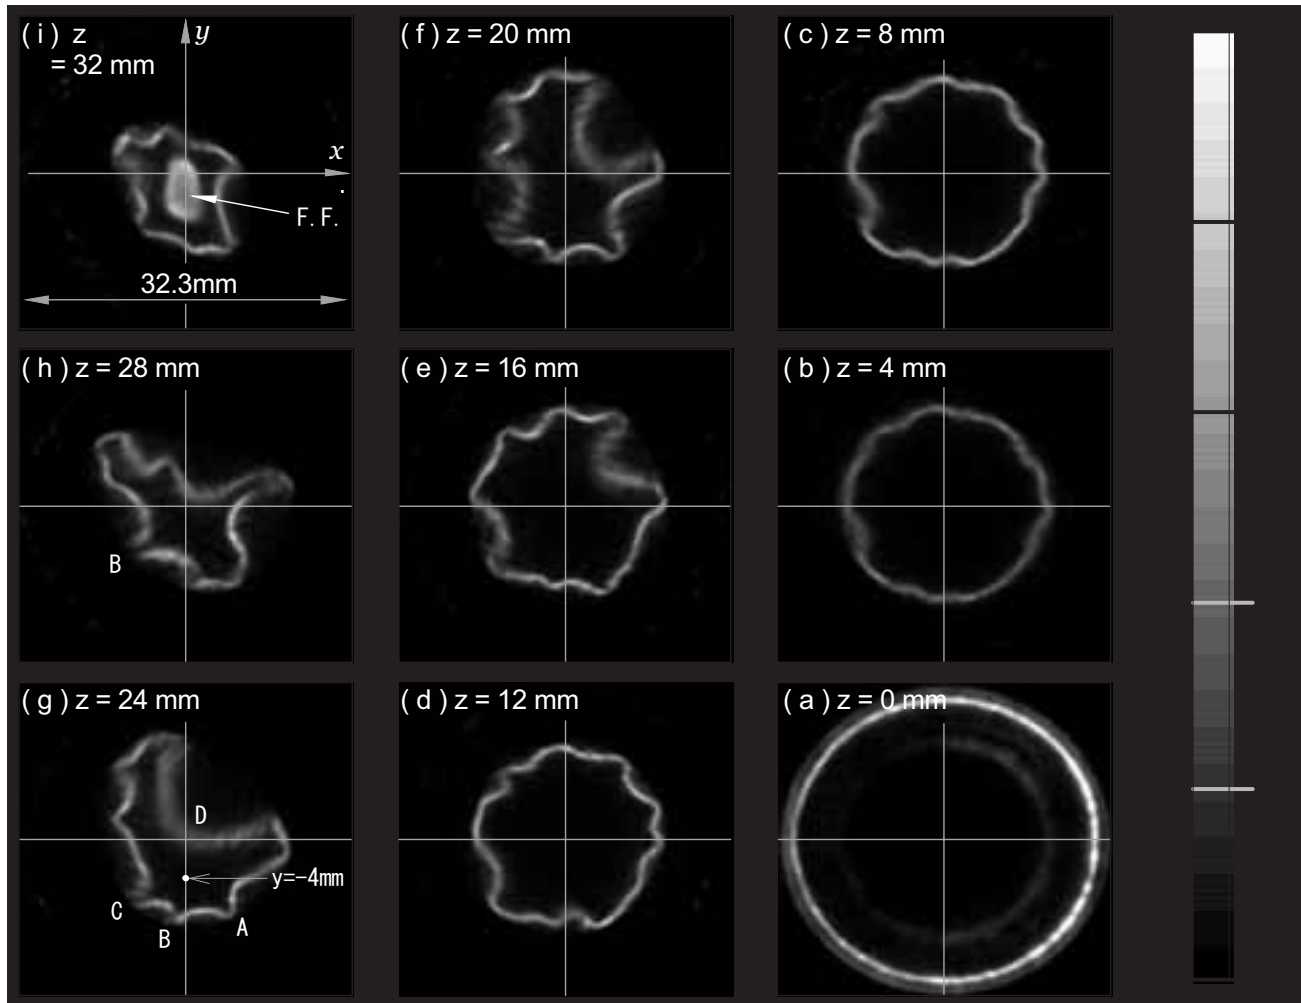 ( i ) z
= 32 mm
y
x
F. F.
32.3mm
( f ) z = 20 mm
( c ) z = 8 mm
( h ) z = 28 mm
B
( e ) z = 16 mm
( b ) z = 4 mm
( g ) z = 24 mm
D
y=-4mm
C
B
A
( d ) z = 12 mm
( a ) z = 0 mm